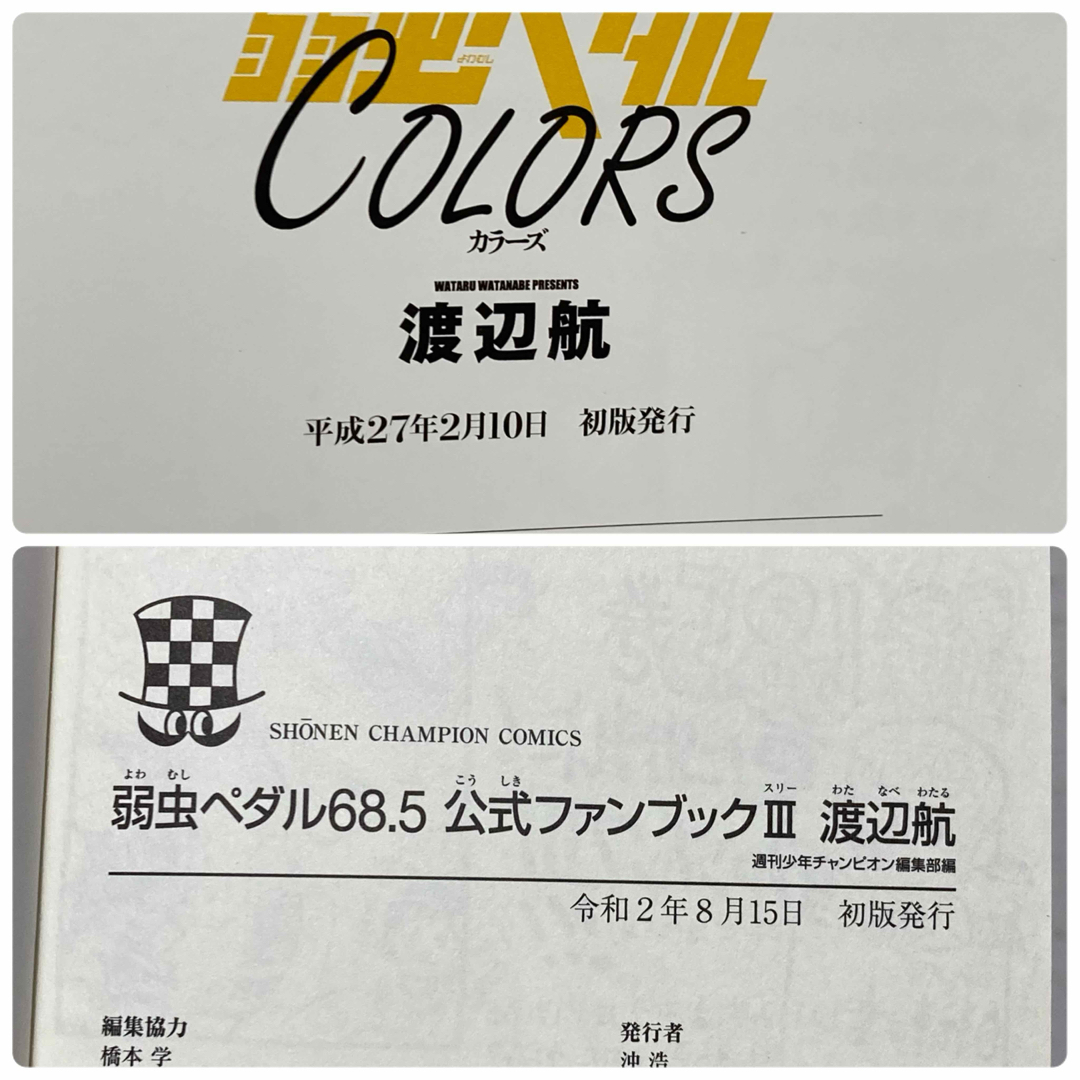 弱虫ペダル
よわむし
COLORS
カラーズ
WATARU WATANABE PRESENTS
渡辺航
平成27年2月10日 初版発行
SHŌNEN CHAMPION COMICS
よわ むし こう しき スリー わた なべ わたる
弱虫ペダル68.5 公式ファンブックⅢ 渡辺航
週刊少年チャンピオン編集部編
令和2年8月15日 初版発行
編集協力 発行者
橋本 学 沖 浩